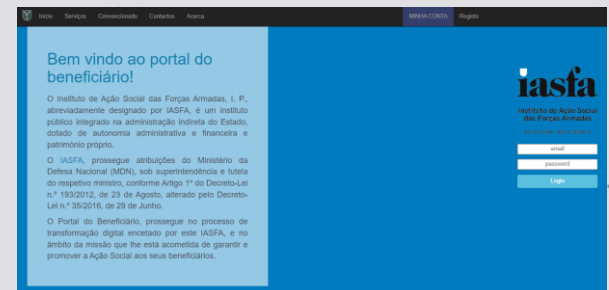 Início Serviços Convencionado Contactos Acerca MINHA CONTA Registo
Bem vindo ao portal do
beneficiário!
O Instituto de Ação Social das Forças Armadas, I. P.,
abreviadamente designado por IASFA, é um instituto
público integrado na administração indireta do Estado,
dotado de autonomia administrativa e financeira e
património próprio.
O IASFA, prossegue atribuições do Ministério da
Defesa Nacional (MDN), sob superintendência e tutela
do respetivo ministro, conforme Artigo 1º do Decreto-Lei
n.º 193/2012, de 23 de Agosto, alterado pelo Decreto-
Lei n.º 35/2016, de 29 de Junho.
O Portal do Beneficiário, prossegue no processo de
transformação digital encetado por este IASFA, e no
âmbito da missão que lhe está acometida de garantir e
promover a Ação Social aos seus beneficiários.
iasfa
Instituto de Ação Social
das Forças Armadas
email
password
Login